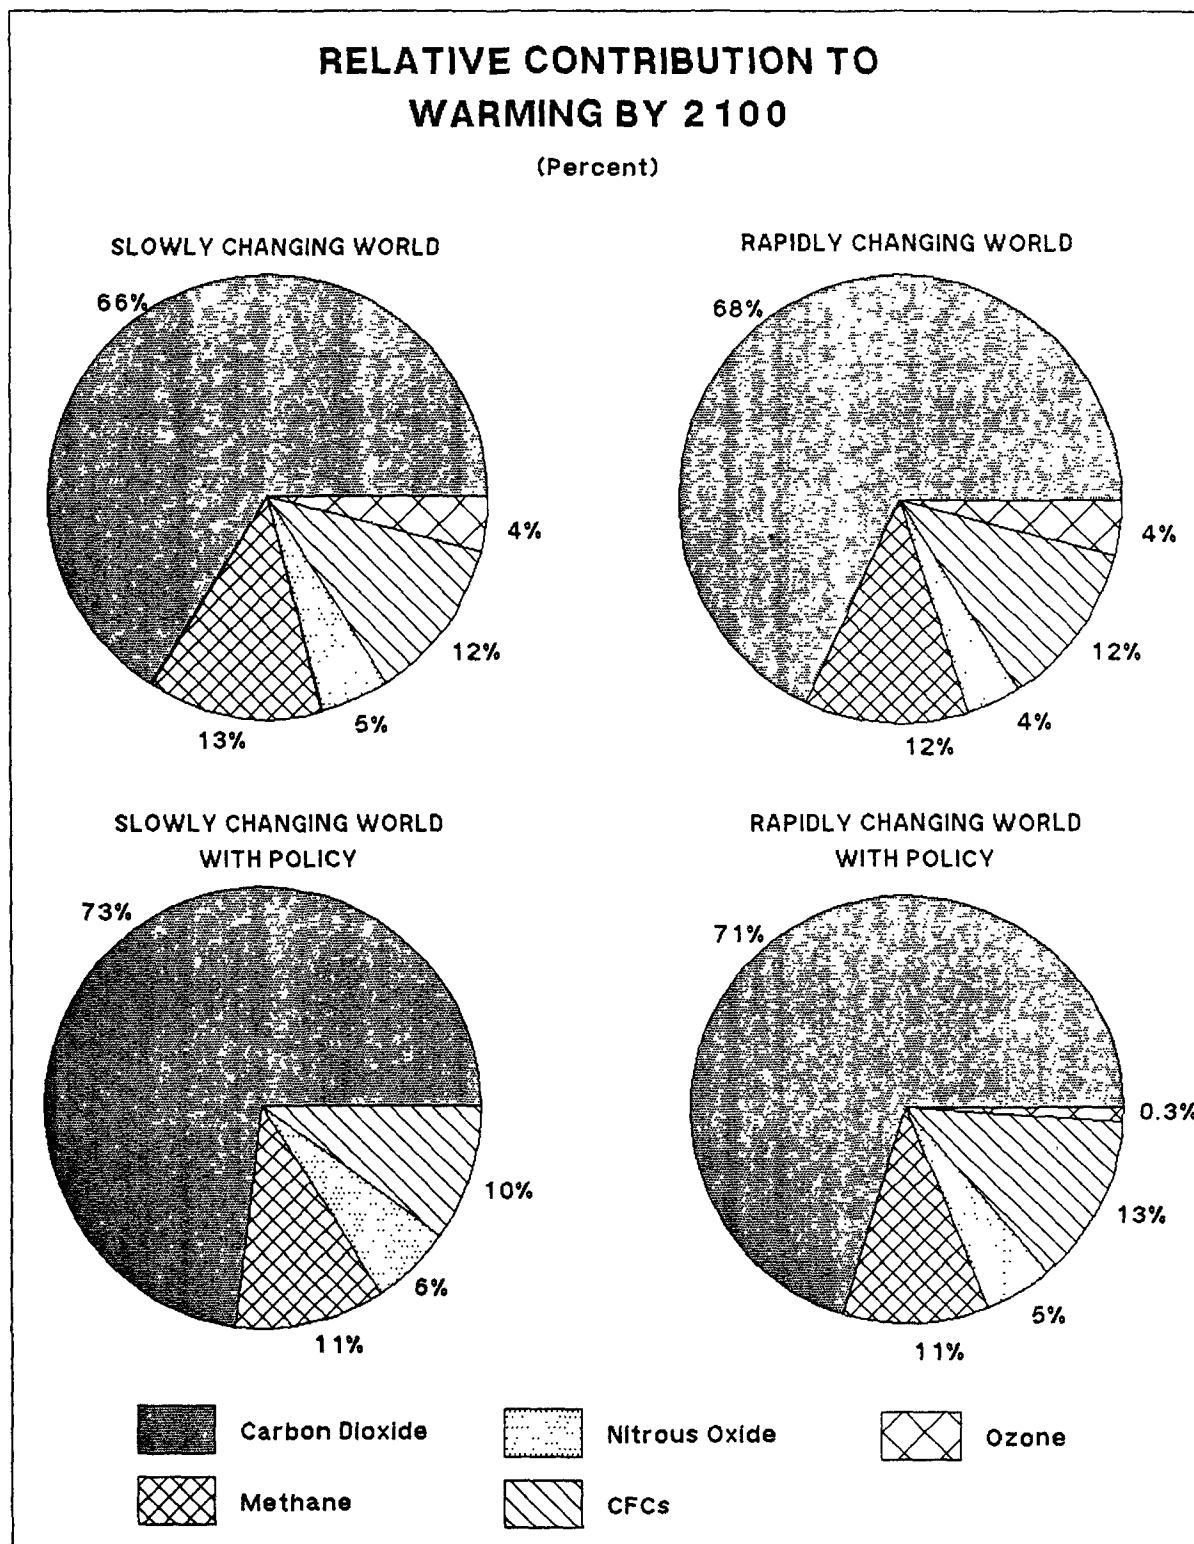 RELATIVE CONTRIBUTION TO
WARMING BY 2100
(Percent)
SLOWLY CHANGING WORLD
66%
4%
12%
5%
13%
RAPIDLY CHANGING WORLD
68%
4%
12%
4%
12%
SLOWLY CHANGING WORLD
WITH POLICY
73%
10%
6%
11%
RAPIDLY CHANGING WORLD
WITH POLICY
71%
0.3%
13%
5%
11%
Carbon Dioxide
Nitrous Oxide
Ozone
Methane
CFCs